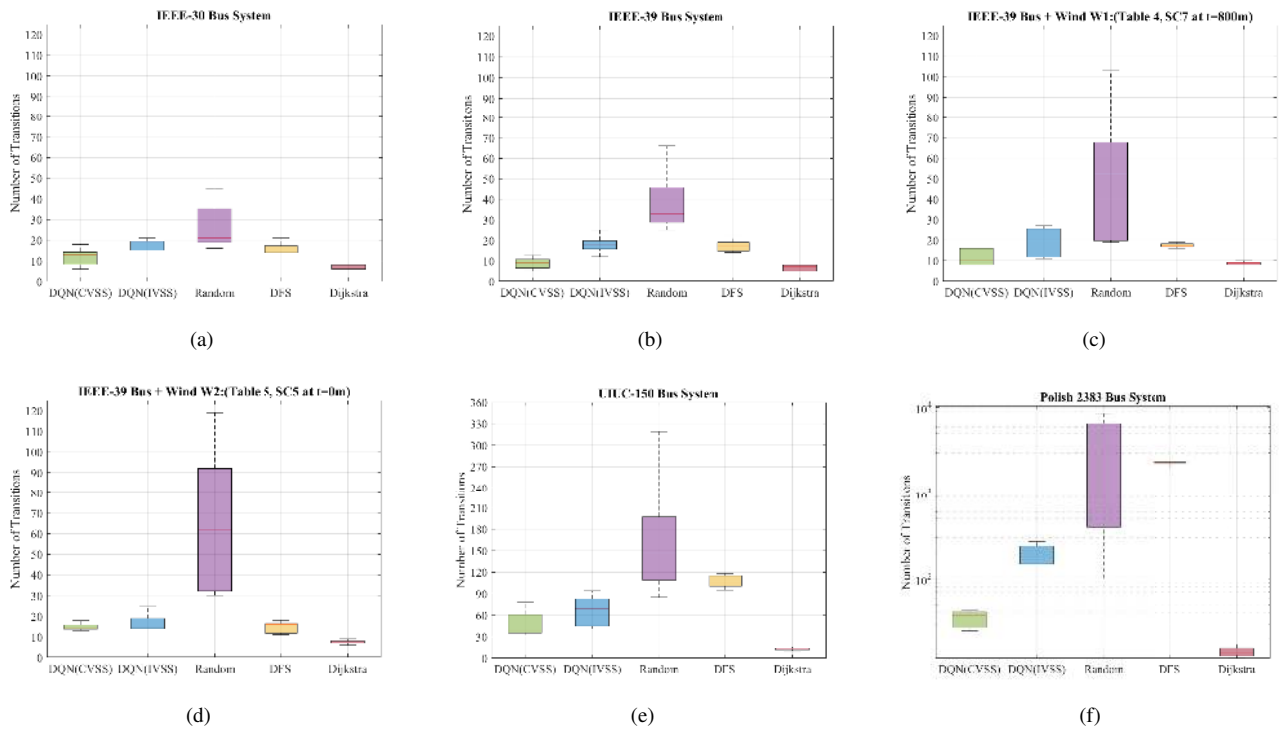 IEEE-30 Bus System
Number of Transitions
120
110
100
90
80
70
60
50
40
30
20
10
0
DQN(CVSS) DQN(IVSS) Random DFS Dijkstra
(a)
IEEE-39 Bus System
Number of Transitions
120
110
100
90
80
70
60
50
40
30
20
10
0
DQN(CVSS) DQN(IVSS) Random DFS Dijkstra
(b)
IEEE-39 Bus + Wind W1:(Table 4, SC7 at t=800m)
Number of Transitions
120
110
100
90
80
70
60
50
40
30
20
10
0
DQN(CVSS) DQN(IVSS) Random DFS Dijkstra
(c)
IEEE-39 Bus + Wind W2:(Table 5, SC5 at t=0m)
Number of Transitions
120
110
100
90
80
70
60
50
40
30
20
10
0
DQN(CVSS) DQN(IVSS) Random DFS Dijkstra
(d)
UIUC-150 Bus System
Number of Transitions
360
330
300
270
240
210
180
150
120
90
60
30
0
DQN(CVSS) DQN(IVSS) Random DFS Dijkstra
(e)
Polish 2383 Bus System
Number of Transitions
10⁴
10³
10²
DQN(CVSS) DQN(IVSS) Random DFS Dijkstra
(f)